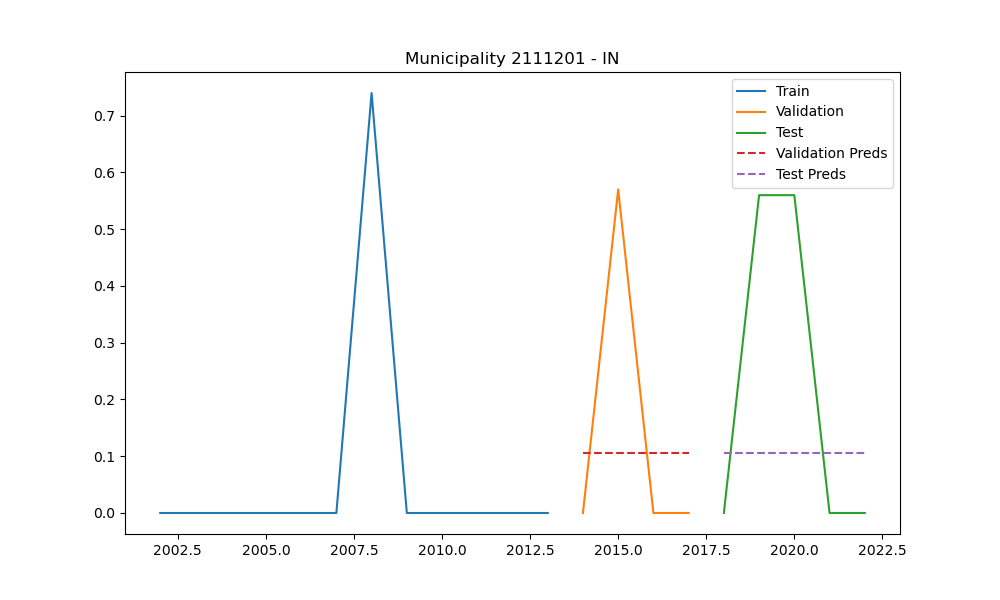 Municipality 2111201 - IN
Train
Validation
Test
Validation Preds
Test Preds
0.7
0.6
0.5
0.4
0.3
0.2
0.1
0.0
2002.5 2005.0 2007.5 2010.0 2012.5 2015.0 2017.5 2020.0 2022.5